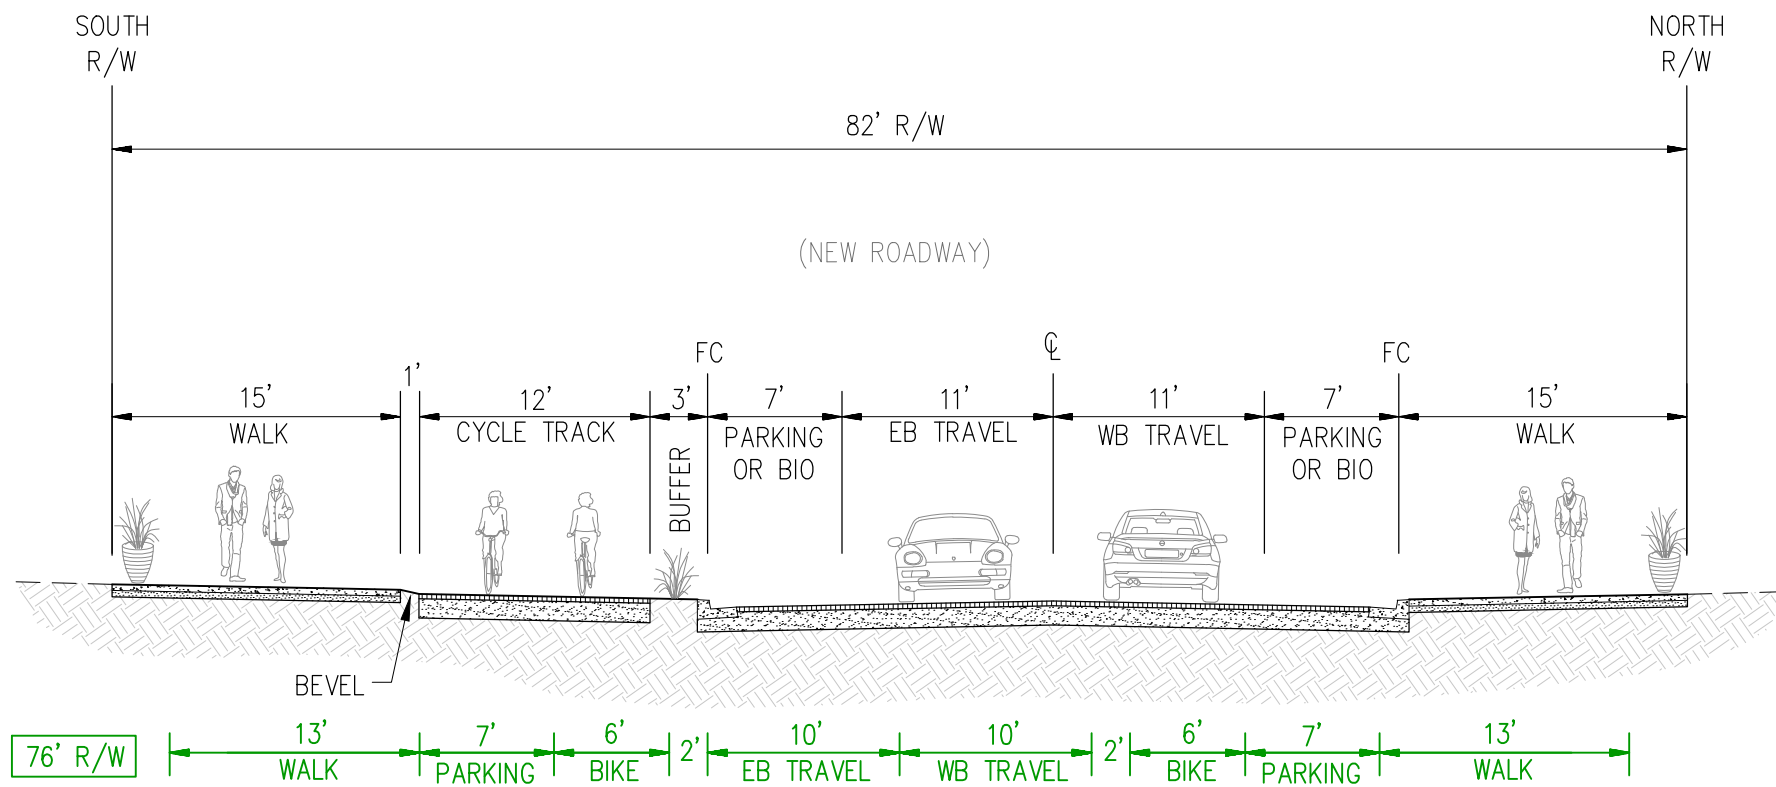 SOUTH
R/W
NORTH
R/W
82' R/W
(NEW ROADWAY)
FC
℄
FC
15'
1'
12'
3'
7'
11'
11'
7'
15'
WALK
CYCLE TRACK
BUFFER
PARKING
OR BIO
EB TRAVEL
WB TRAVEL
PARKING
OR BIO
WALK
BEVEL
76' R/W
13'
7'
6'
2'
10'
10'
2'
6'
7'
13'
WALK
PARKING
BIKE
EB TRAVEL
WB TRAVEL
BIKE
PARKING
WALK